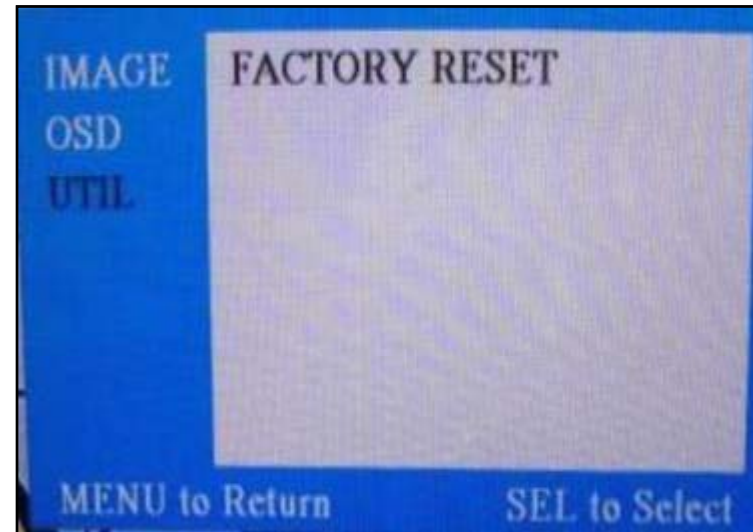 IMAGE
FACTORY RESET
OSD
UTIL
MENU to Return
SEL to Select